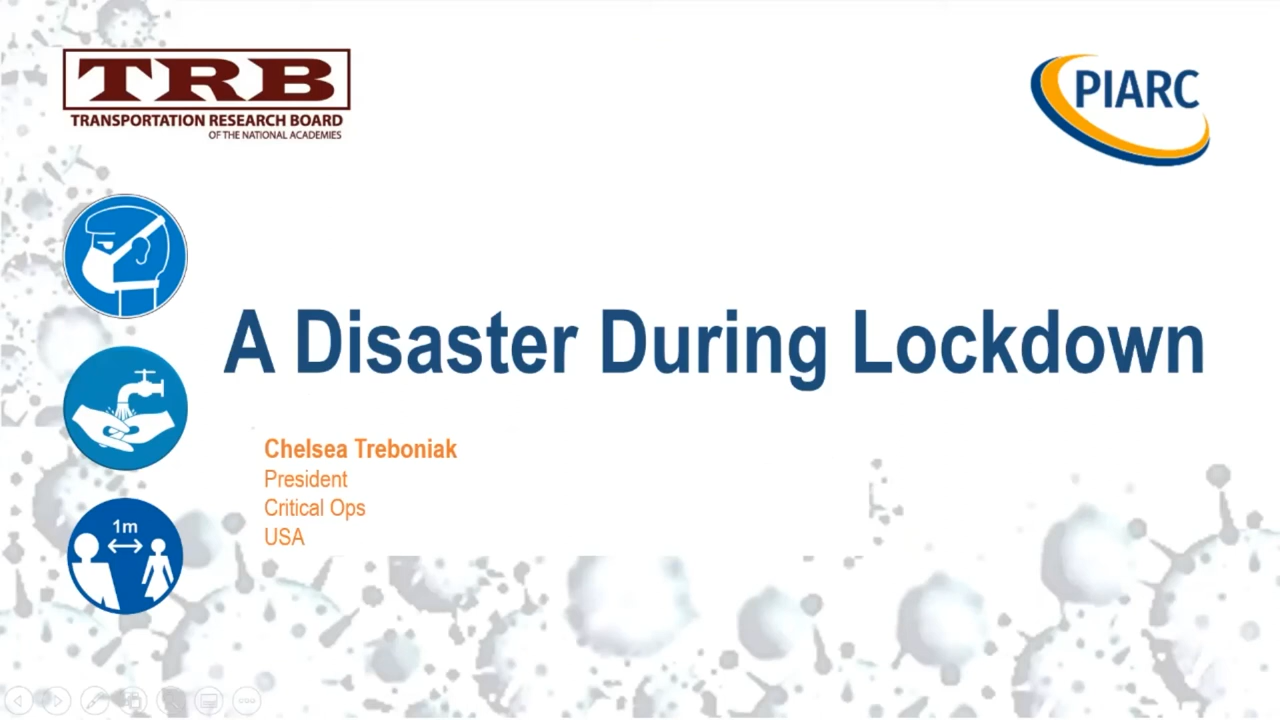 TRB
TRANSPORTATION RESEARCH BOARD
OF THE NATIONAL ACADEMIES
PIARC
A Disaster During Lockdown
Chelsea Treboniak
President
Critical Ops
USA
1m